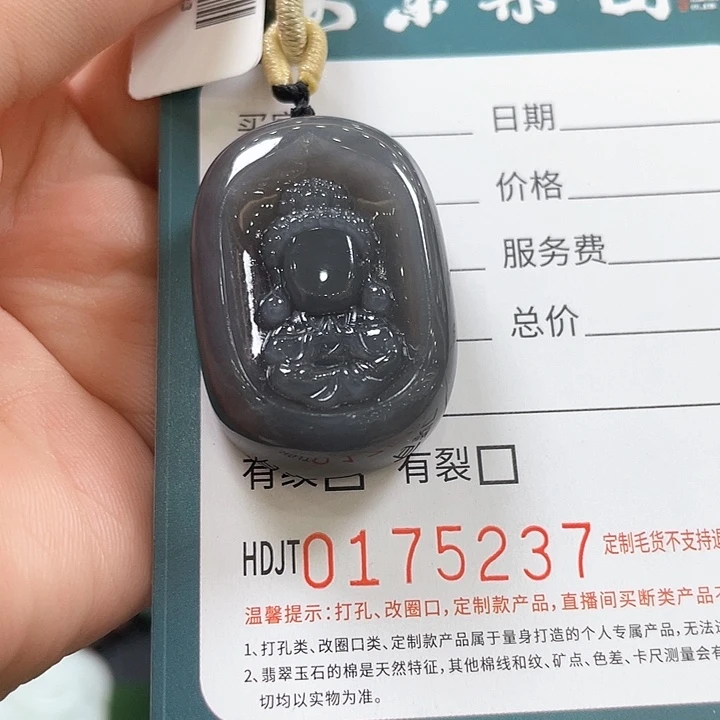 日期
价格
服务费
总价
有裂□
HDJT0175237 定制毛货不支持退
温馨提示:打孔、改圈口,定制款产品,直播间买断类产品不
1、打孔类、改圈口类、定制款产品属于量身打造的个人专属产品,无法
2、翡翠玉石的棉是天然特征,其他棉线和纹、矿点、色差、卡尺测量会有
切均以实物为准。